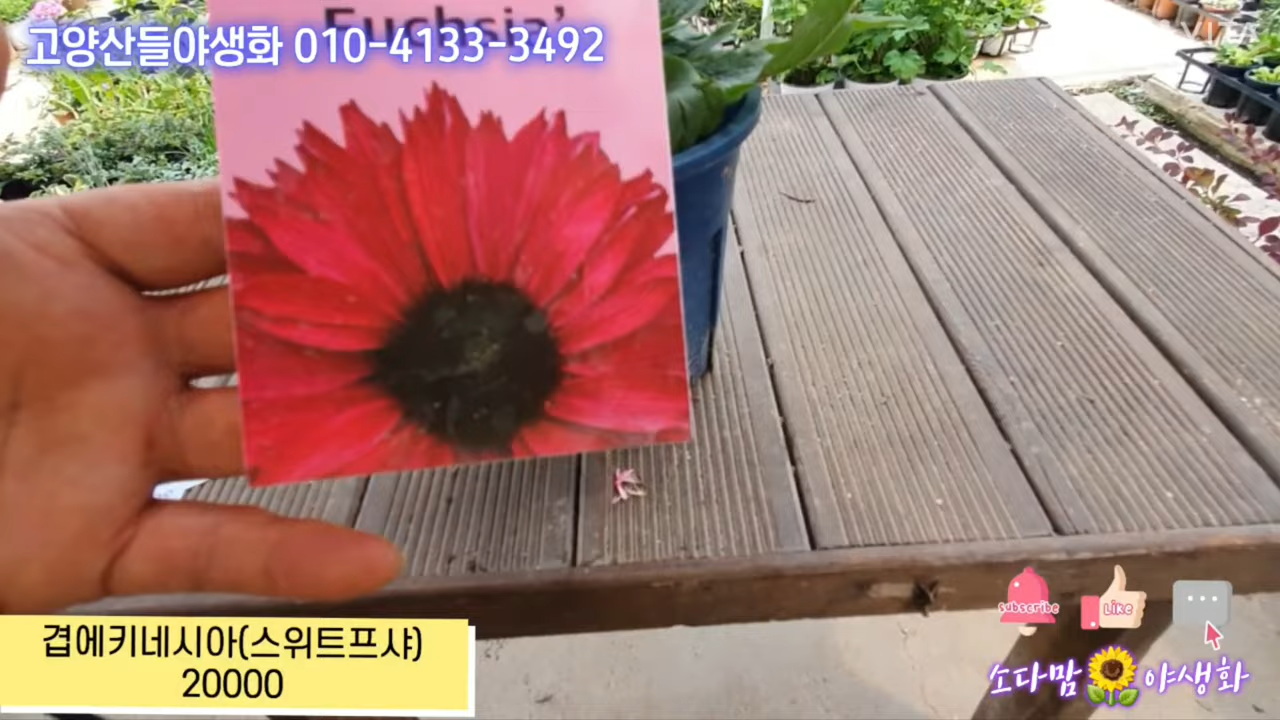 Fuchsia'
고양산들야생화 010-4133-3492
겹에키네시아(스위트프샤)
20000
subscribe
Like
소다맘 야생화